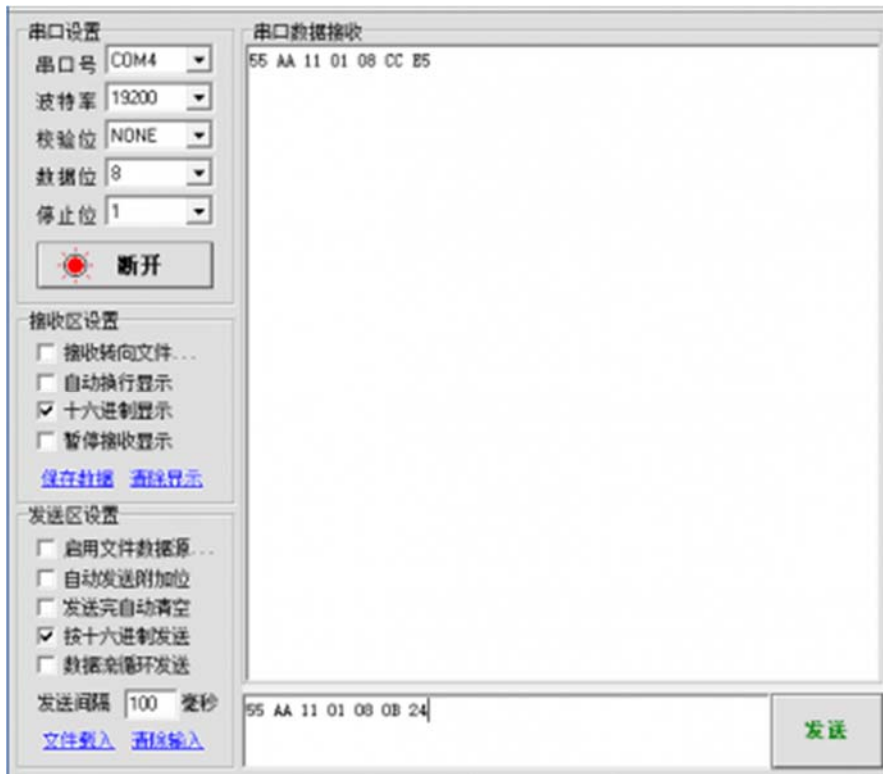 串口设置
串口号 COM4
波特率 19200
校验位 NONE
数据位 8
停止位 1
断开
接收区设置
接收转向文件...
自动换行显示
十六进制显示
暂停接收显示
保存数据 清除显示
发送区设置
启用文件数据源...
自动发送附加位
发送完自动清空
按十六进制发送
数据流循环发送
发送间隔 100 毫秒
文件载入 清除输入
串口数据接收
55 AA 11 01 08 CC E5
55 AA 11 01 08 0B 24
发送